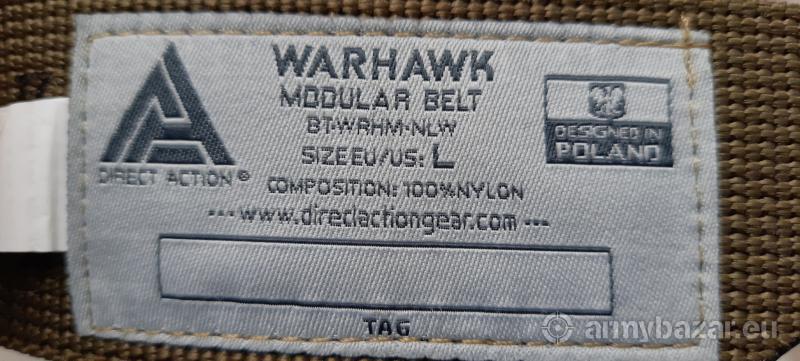 WARHAWK
MODULAR BELT
BT-WRHM-NLW
SIZE EU/US: L
COMPOSITION: 100%NYLON
--- www.directactiongear.com ---
DIRECT ACTION®
DESIGNED IN
POLAND
TAG
armybazar.eu